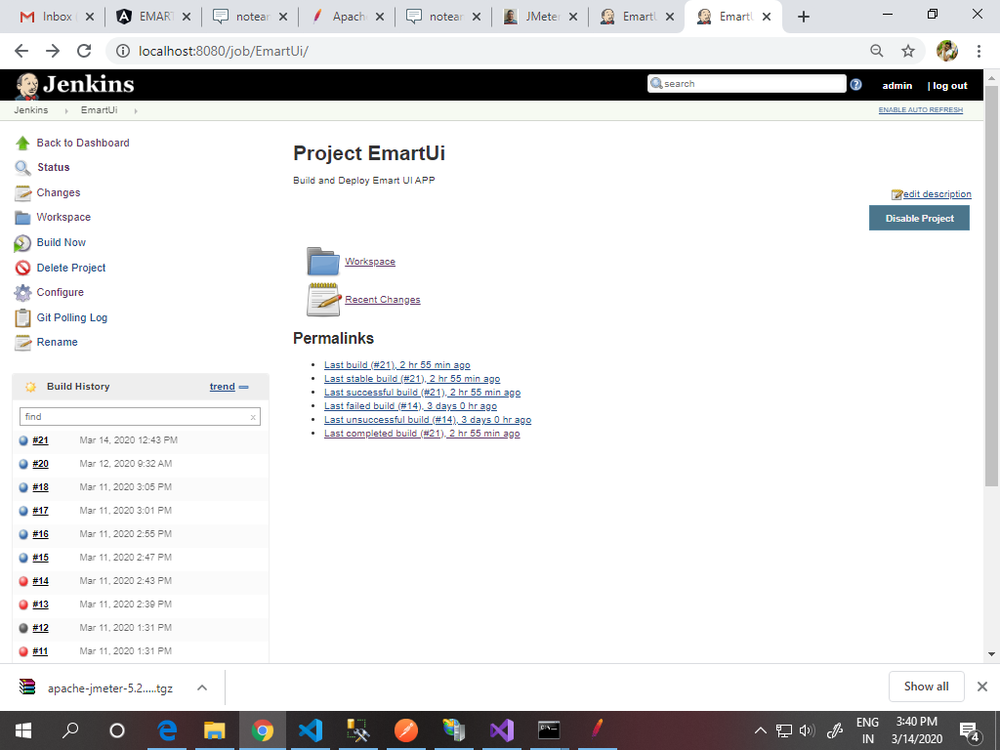 Inbox
EMART
notear
Apach
notear
JMeter
EmartU
EmartU
localhost:8080/job/EmartUi/
Jenkins
search
admin
| log out
Jenkins
EmartUi
ENABLE AUTO REFRESH
Back to Dashboard
Status
Changes
Workspace
Build Now
Delete Project
Configure
Git Polling Log
Rename
Project EmartUi
Build and Deploy Emart UI APP
edit description
Disable Project
Workspace
Recent Changes
Permalinks
Last build (#21), 2 hr 55 min ago
Last stable build (#21), 2 hr 55 min ago
Last successful build (#21), 2 hr 55 min ago
Last failed build (#14), 3 days 0 hr ago
Last unsuccessful build (#14), 3 days 0 hr ago
Last completed build (#21), 2 hr 55 min ago
Build History
trend
find
x
#21 Mar 14, 2020 12:43 PM
#20 Mar 12, 2020 9:32 AM
#18 Mar 11, 2020 3:05 PM
#17 Mar 11, 2020 3:01 PM
#16 Mar 11, 2020 2:55 PM
#15 Mar 11, 2020 2:47 PM
#14 Mar 11, 2020 2:43 PM
#13 Mar 11, 2020 2:39 PM
#12 Mar 11, 2020 1:31 PM
#11 Mar 11, 2020 1:31 PM
apache-jmeter-5.2.....tgz
Show all
ENG
IN
3:40 PM
3/14/2020
4